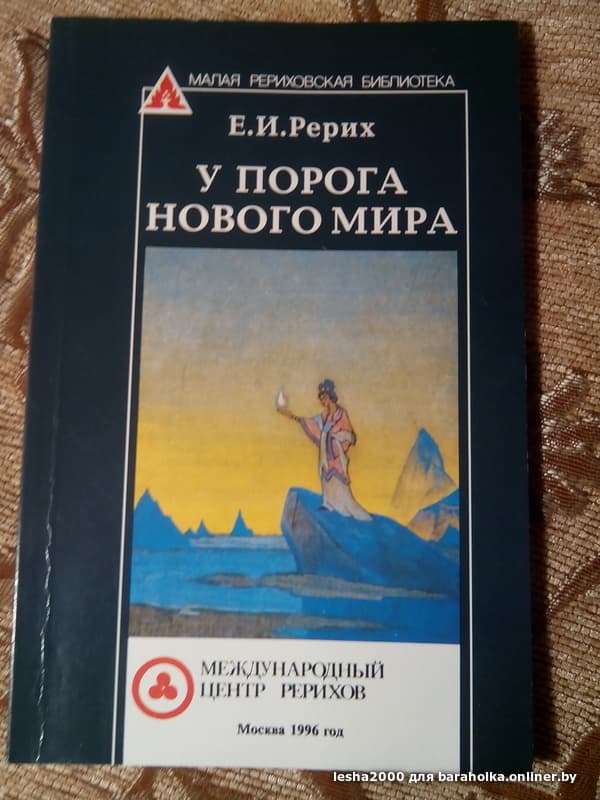 МАЛАЯ РЕРИХОВСКАЯ БИБЛИОТЕКА
Е.И.Рерих
У ПОРОГА
НОВОГО МИРА
МЕЖДУНАРОДНЫЙ
ЦЕНТР РЕРИХОВ
Москва 1996 год
lesha2000 для baraholka.onliner.by